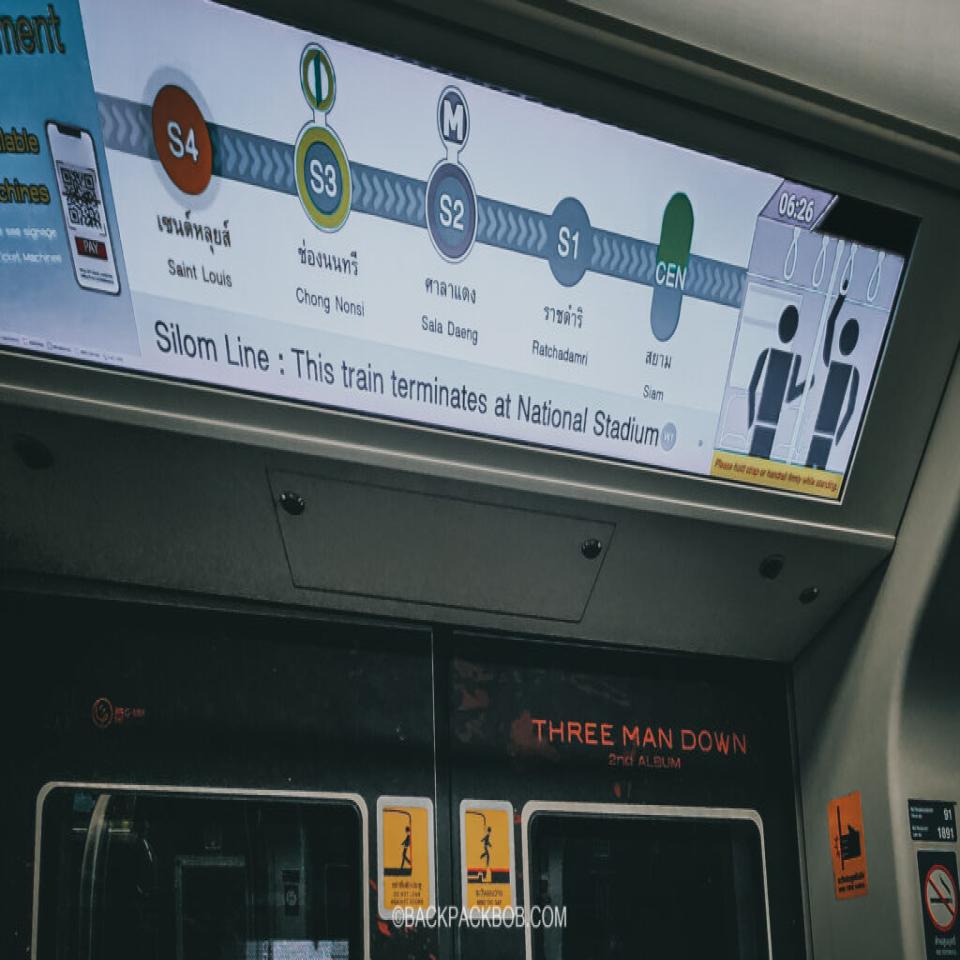 ment
lable
chines
PAY
S4
S3
M
S2
S1
CEN
06:26
เซนต์หลุยส์
Saint Louis
ช่องนนทรี
Chong Nonsi
ศาลาแดง
Sala Daeng
ราชดำริ
Ratchadamri
สยาม
Siam
Silom Line : This train terminates at National Stadium
Please hold strap or handrail firmly while standing.
THREE MAN DOWN
2nd ALBUM
91
1891
©BACKPACKBOB.COM